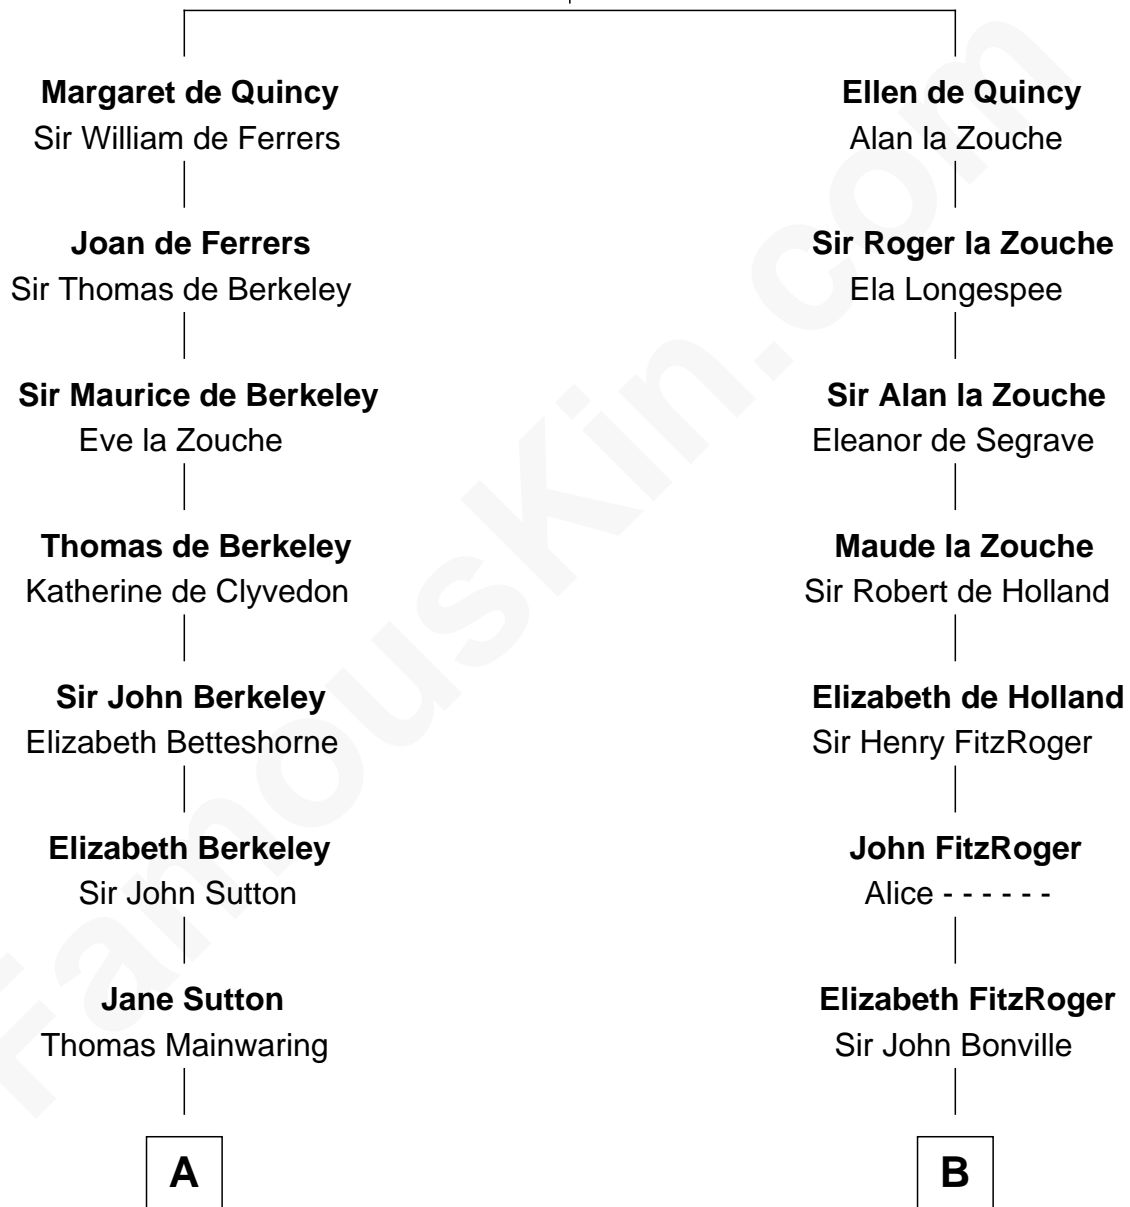 Margaret de Quincy
Sir William de Ferrers
Joan de Ferrers
Sir Thomas de Berkeley
Sir Maurice de Berkeley
Eve la Zouche
Thomas de Berkeley
Katherine de Clyvedon
Sir John Berkeley
Elizabeth Betteshorne
Elizabeth Berkeley
Sir John Sutton
Jane Sutton
Thomas Mainwaring
A
Ellen de Quincy
Alan la Zouche
Sir Roger la Zouche
Ela Longespee
Sir Alan la Zouche
Eleanor de Segrave
Maude la Zouche
Sir Robert de Holland
Elizabeth de Holland
Sir Henry FitzRoger
John FitzRoger
Alice - - - - - -
Elizabeth FitzRoger
Sir John Bonville
B
FamousKin.com